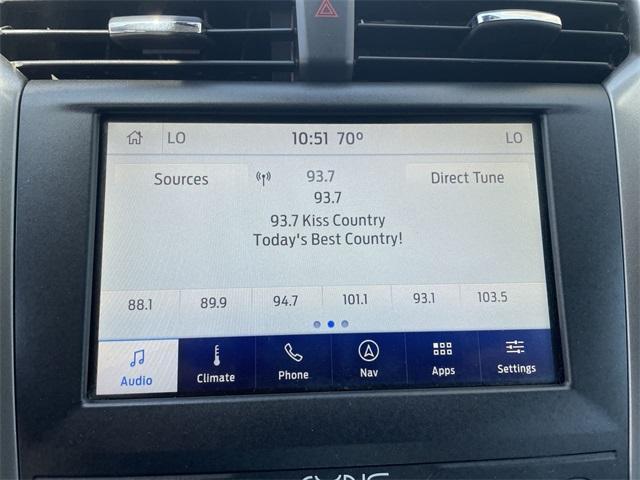 LO 10:51 70° LO
Sources 93.7 Direct Tune
93.7
93.7 Kiss Country
Today's Best Country!
88.1 89.9 94.7 101.1 93.1 103.5
Audio Climate Phone Nav Apps Settings
SYNC